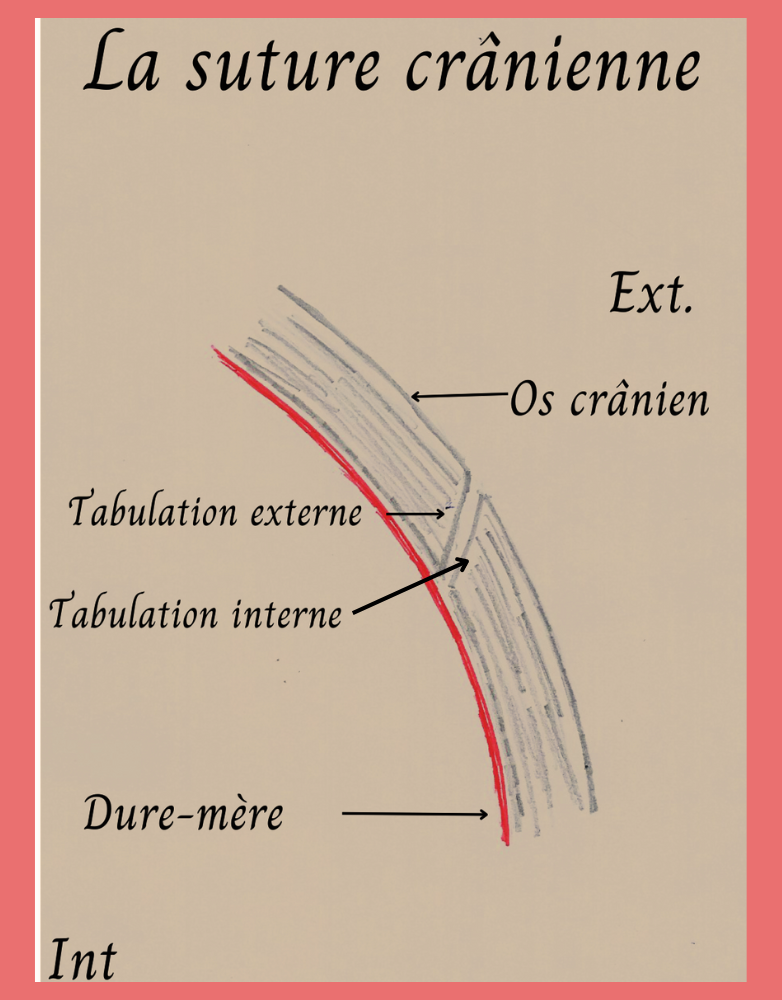 La suture crânienne
Ext.
Os crânien
Tabulation externe
Tabulation interne
Dure-mère
Int